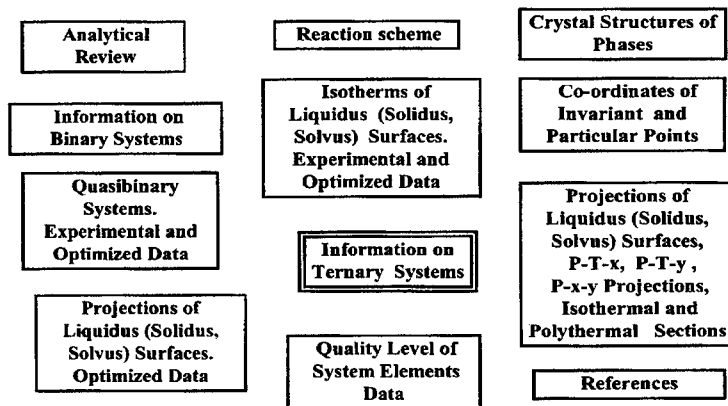 Analytical
Review
Information on
Binary Systems
Quasibinary
Systems.
Experimental and
Optimized Data
Projections of
Liquidus (Solidus,
Solvus) Surfaces.
Optimized Data
Reaction scheme
Isotherms of
Liquidus (Solidus,
Solvus) Surfaces.
Experimental and
Optimized Data
Information on
Ternary Systems
Quality Level of
System Elements
Data
Crystal Structures of
Phases
Co-ordinates of
Invariant and
Particular Points
Projections of
Liquidus (Solidus,
Solvus) Surfaces,
P-T-x, P-T-y ,
P-x-y Projections,
Isothermal and
Polythermal Sections
References